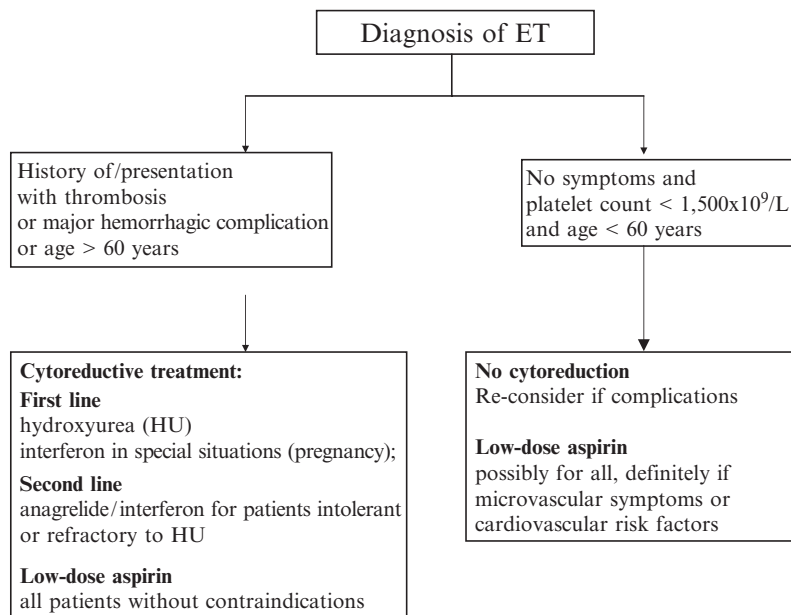 Diagnosis of ET
History of/presentation
with thrombosis
or major hemorrhagic complication
or age > 60 years
No symptoms and
platelet count < 1,500x10⁹/L
and age < 60 years
Cytoreductive treatment:
First line
hydroxyurea (HU)
interferon in special situations (pregnancy);
Second line
anagrelide/interferon for patients intolerant
or refractory to HU
Low-dose aspirin
all patients without contraindications
No cytoreduction
Re-consider if complications
Low-dose aspirin
possibly for all, definitely if
microvascular symptoms or
cardiovascular risk factors